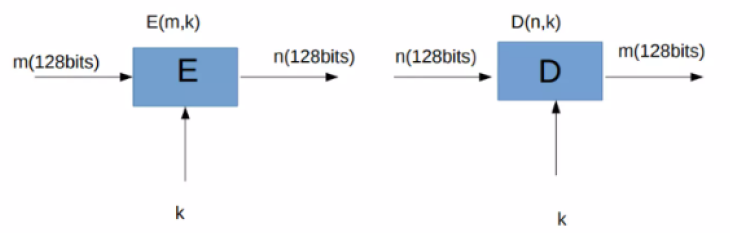 E(m,k)
m(128bits)
E
n(128bits)
k
D(n,k)
n(128bits)
D
m(128bits)
k